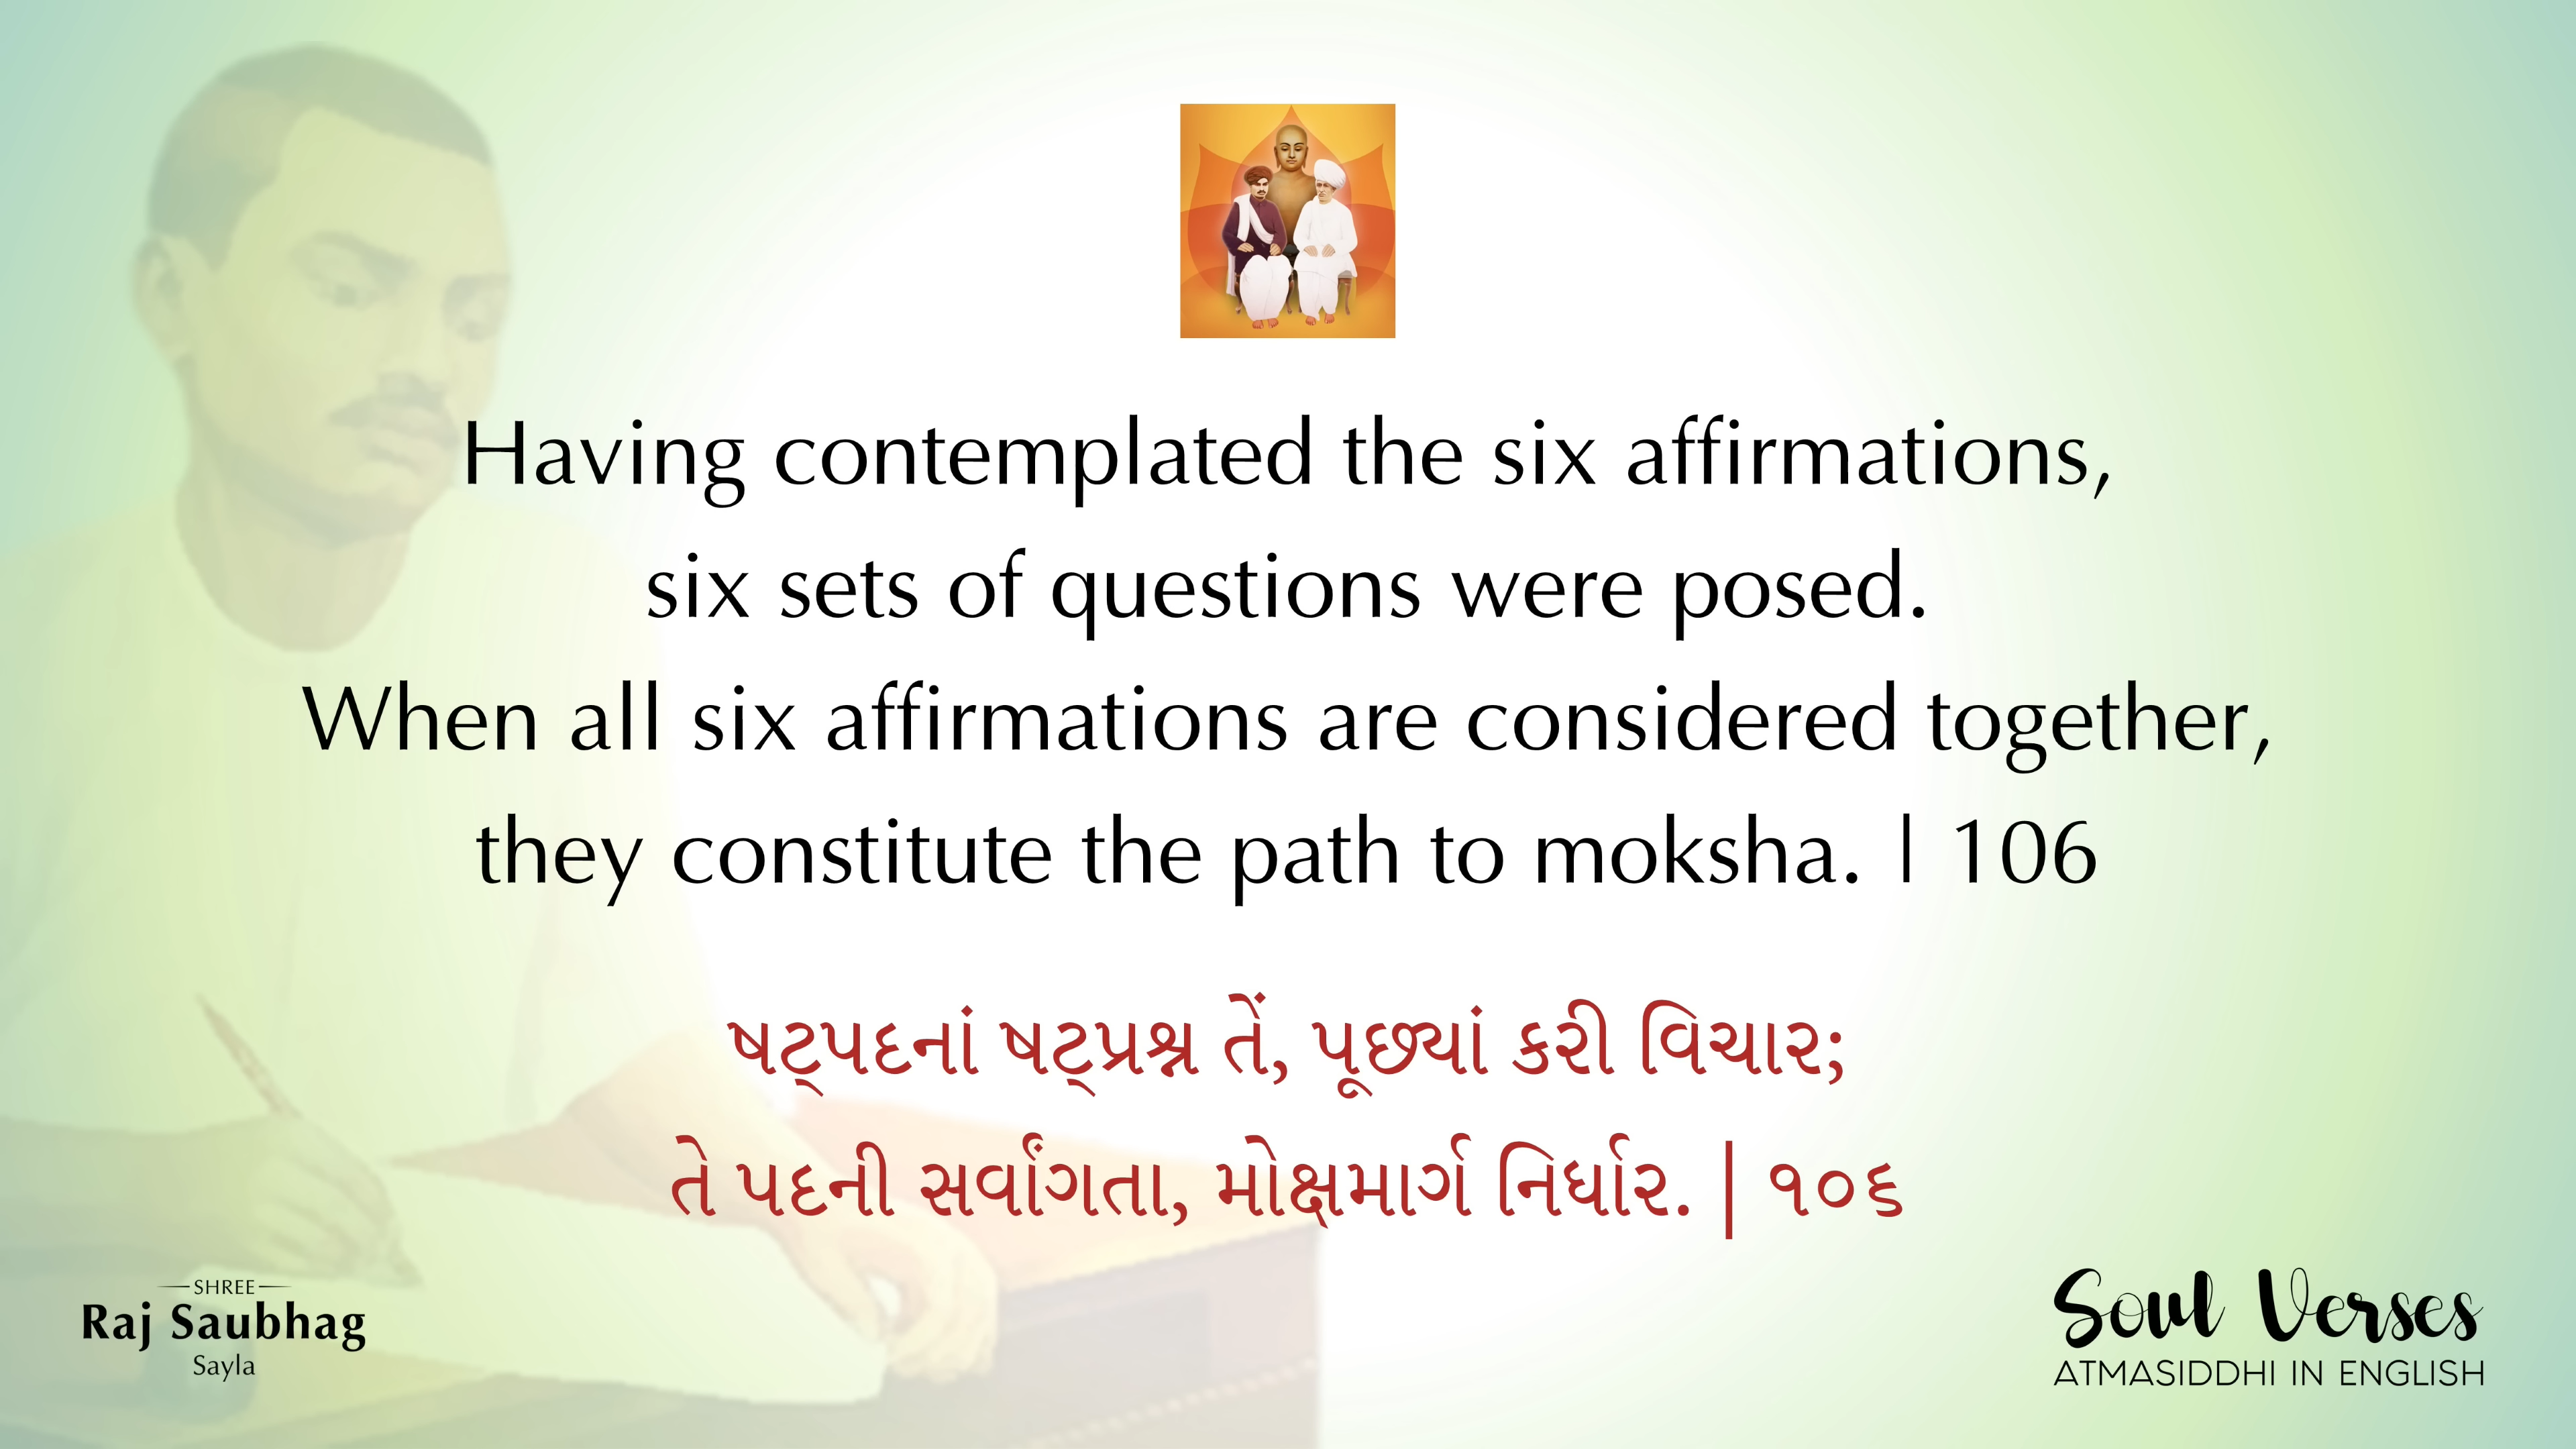 Having contemplated the six affirmations,
six sets of questions were posed.
When all six affirmations are considered together,
they constitute the path to moksha. | 106
ષટ્પદનાં ષટ્પ્રશ્ન તેં, પૂછ્યાં કરી વિચાર;
તે પદની સર્વાંગતા, મોક્ષમાર્ગ નિર્ધાર. | ૧૦૬
SHREE
Raj Saubhag
Sayla
Soul Verses
ATMASIDDHI IN ENGLISH